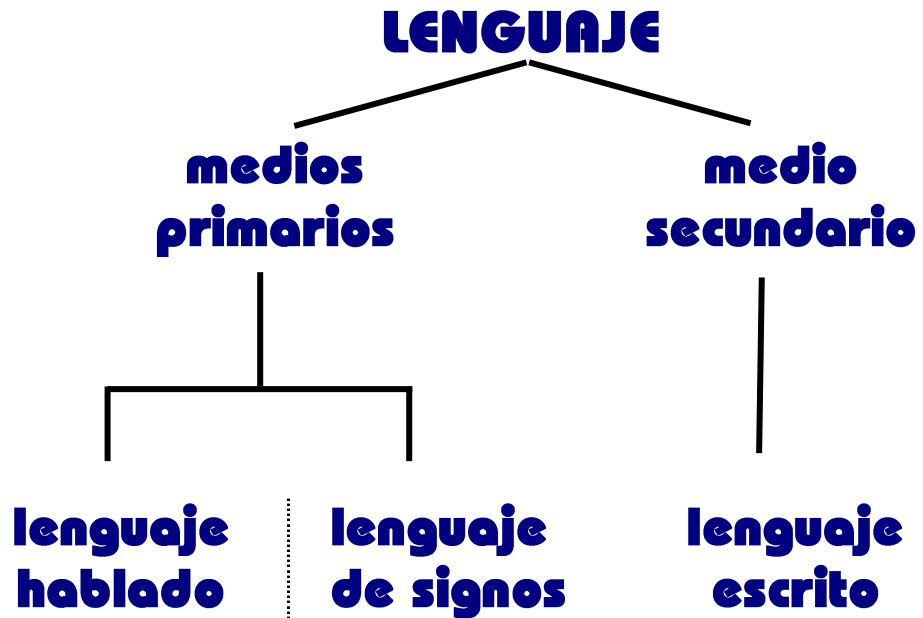 LENGUAJE
medios
primarios
medio
secundario
lenguaje
hablado
lenguaje
de signos
lenguaje
escrito